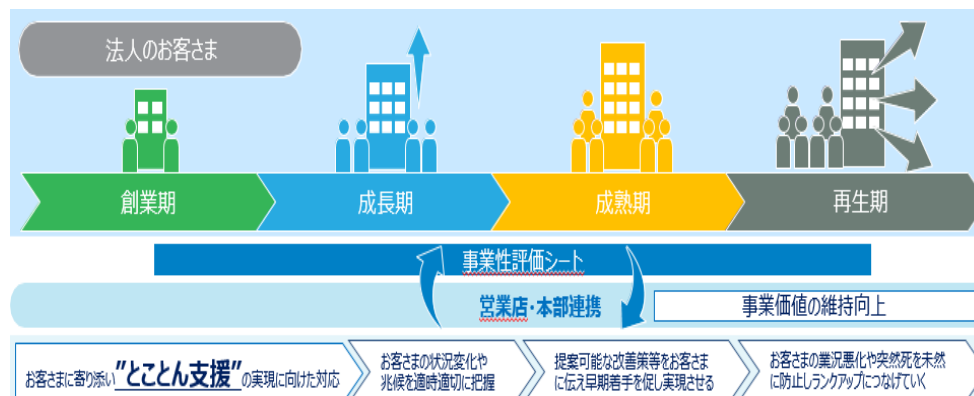 法人のお客さま
創業期
成長期
成熟期
再生期
事業性評価シート
営業店・本部連携
事業価値の維持向上
お客さまに寄り添い"とことん支援"の実現に向けた対応
お客さまの状況変化や
兆候を適時適切に把握
提案可能な改善策等をお客さま
に伝え早期着手を促し実現させる
お客さまの業況悪化や突然死を未然
に防止しランクアップにつなげていく